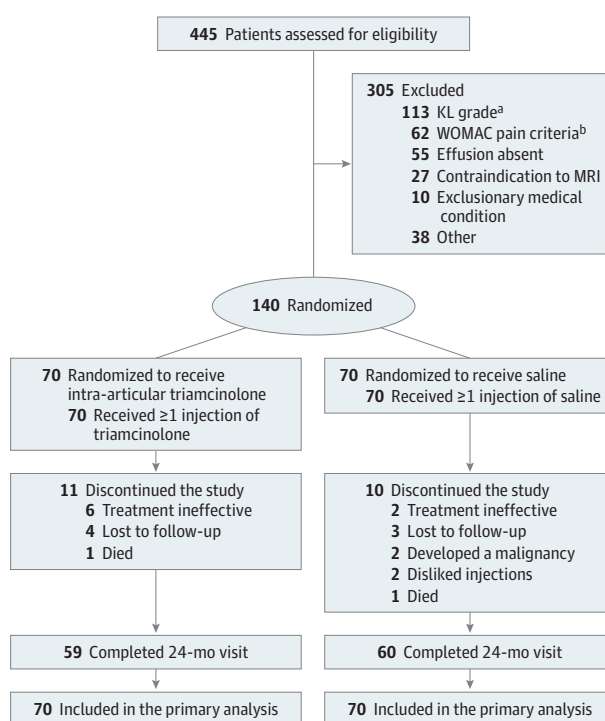 445 Patients assessed for eligibility
305 Excluded
113 KL gradeᵃ
62 WOMAC pain criteriaᵇ
55 Effusion absent
27 Contraindication to MRI
10 Exclusionary medical
condition
38 Other
140 Randomized
70 Randomized to receive
intra-articular triamcinolone
70 Received ≥1 injection of
triamcinolone
70 Randomized to receive saline
70 Received ≥1 injection of saline
11 Discontinued the study
6 Treatment ineffective
4 Lost to follow-up
1 Died
10 Discontinued the study
2 Treatment ineffective
3 Lost to follow-up
2 Developed a malignancy
2 Disliked injections
1 Died
59 Completed 24-mo visit
60 Completed 24-mo visit
70 Included in the primary analysis
70 Included in the primary analysis